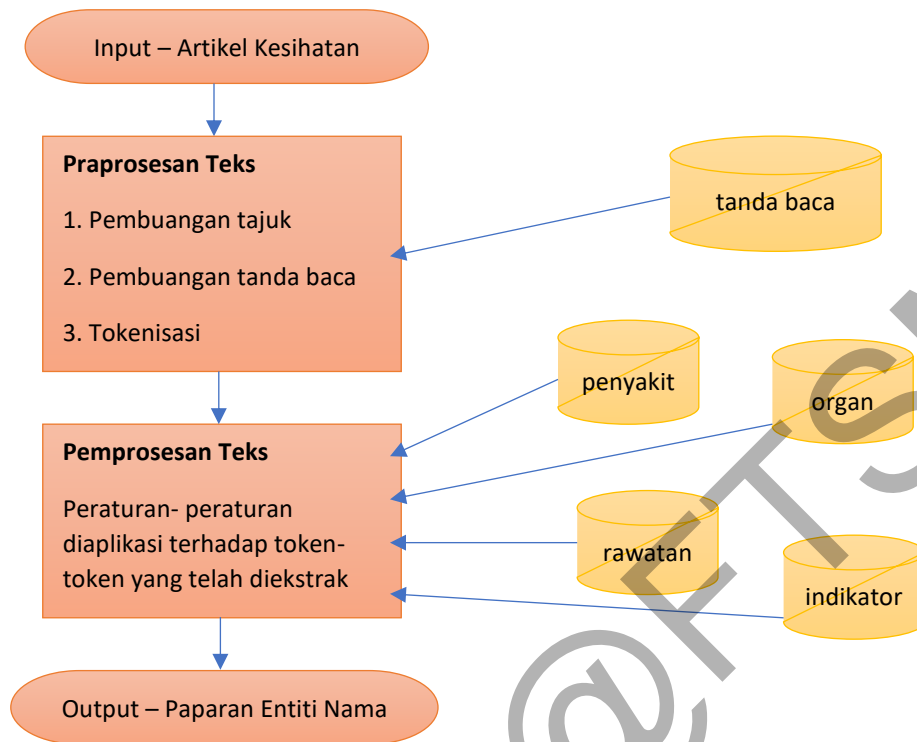 Input – Artikel Kesihatan
Praprosesan Teks
1. Pembuangan tajuk
2. Pembuangan tanda baca
3. Tokenisasi
tanda baca
penyakit
organ
Pemprosesan Teks
Peraturan- peraturan
diaplikasi terhadap token-
token yang telah diekstrak
rawatan
indikator
Output – Paparan Entiti Nama
@FTS